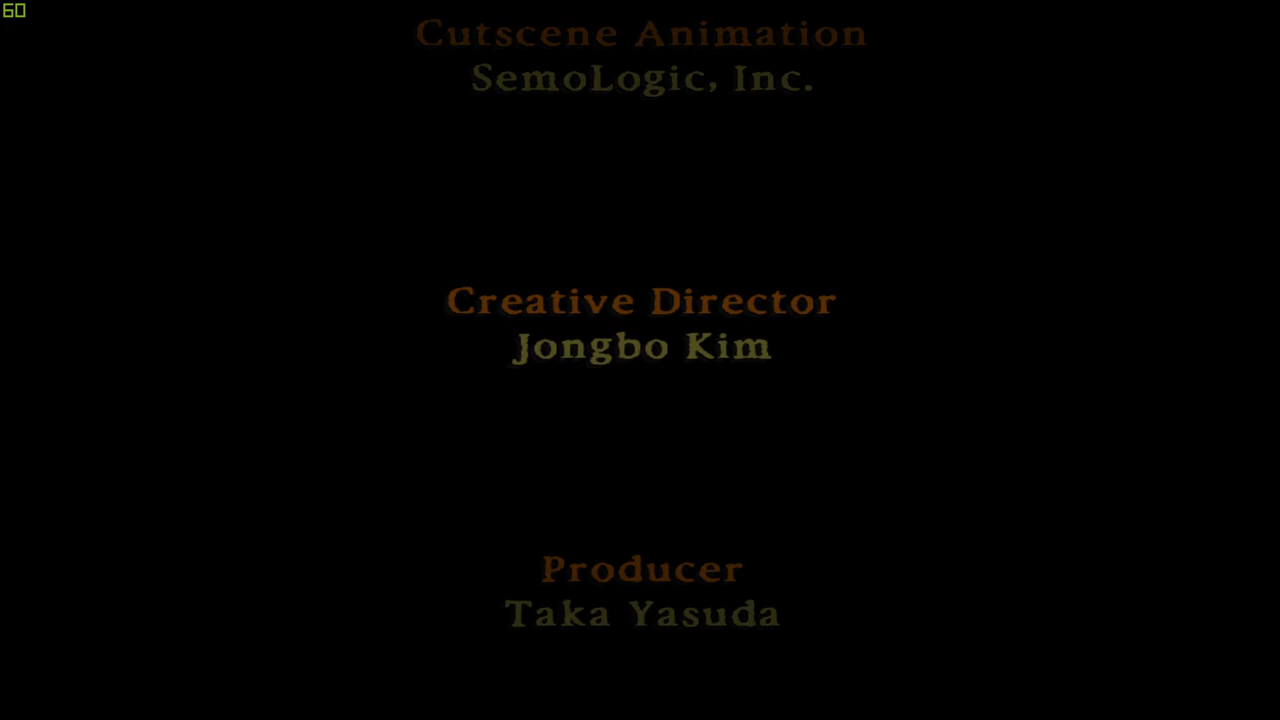 60
Cutscene Animation
SemoLogic, Inc.
Creative Director
Jongbo Kim
Producer
Taka Yasuda